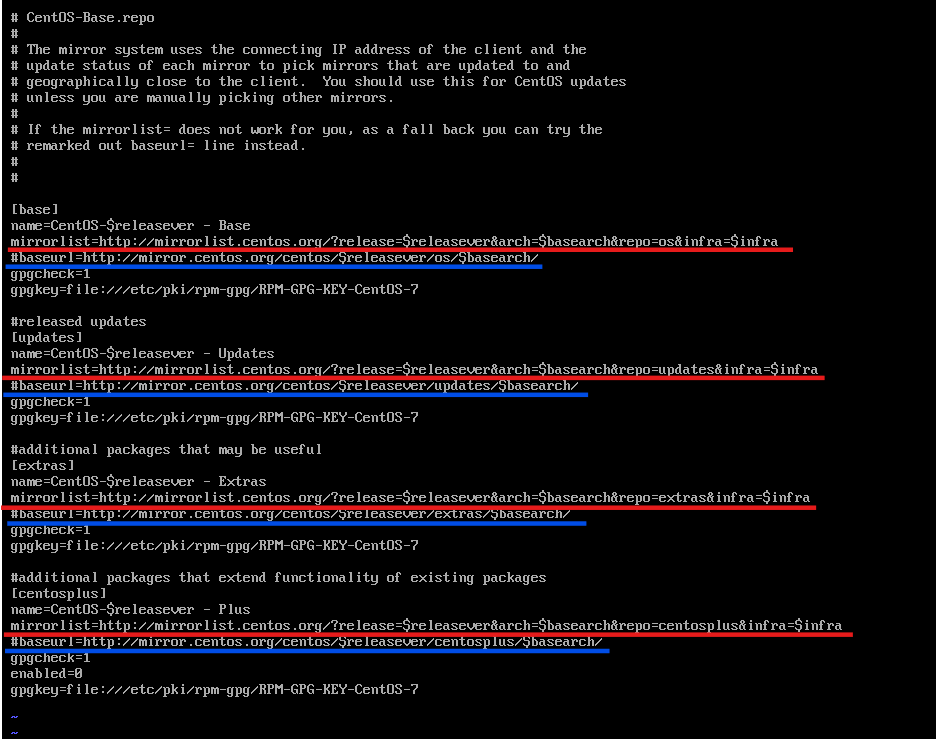 # CentOS-Base.repo
#
# The mirror system uses the connecting IP address of the client and the
# update status of each mirror to pick mirrors that are updated to and
# geographically close to the client.  You should use this for CentOS updates
# unless you are manually picking other mirrors.
#
# If the mirrorlist= does not work for you, as a fall back you can try the
# remarked out baseurl= line instead.
#
#
[base]
name=CentOS-$releasever - Base
mirrorlist=http://mirrorlist.centos.org/?release=$releasever&arch=$basearch&repo=os&infra=$infra
#baseurl=http://mirror.centos.org/centos/$releasever/os/$basearch/
gpgcheck=1
gpgkey=file:///etc/pki/rpm-gpg/RPM-GPG-KEY-CentOS-7
#released updates
[updates]
name=CentOS-$releasever - Updates
mirrorlist=http://mirrorlist.centos.org/?release=$releasever&arch=$basearch&repo=updates&infra=$infra
#baseurl=http://mirror.centos.org/centos/$releasever/updates/$basearch/
gpgcheck=1
gpgkey=file:///etc/pki/rpm-gpg/RPM-GPG-KEY-CentOS-7
#additional packages that may be useful
[extras]
name=CentOS-$releasever - Extras
mirrorlist=http://mirrorlist.centos.org/?release=$releasever&arch=$basearch&repo=extras&infra=$infra
#baseurl=http://mirror.centos.org/centos/$releasever/extras/$basearch/
gpgcheck=1
gpgkey=file:///etc/pki/rpm-gpg/RPM-GPG-KEY-CentOS-7
#additional packages that extend functionality of existing packages
[centosplus]
name=CentOS-$releasever - Plus
mirrorlist=http://mirrorlist.centos.org/?release=$releasever&arch=$basearch&repo=centosplus&infra=$infra
#baseurl=http://mirror.centos.org/centos/$releasever/centosplus/$basearch/
gpgcheck=1
enabled=0
gpgkey=file:///etc/pki/rpm-gpg/RPM-GPG-KEY-CentOS-7
~
~